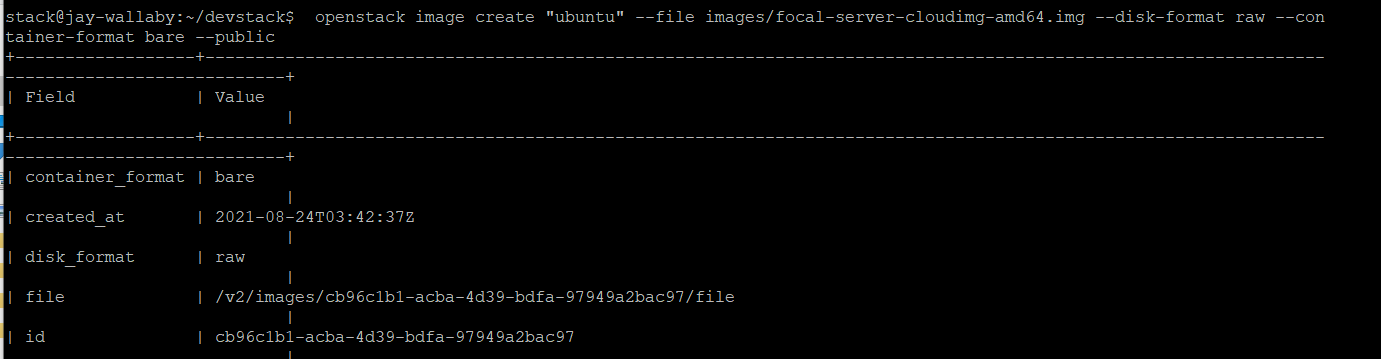 stack@jay-wallaby:~/devstack$  openstack image create "ubuntu" --file images/focal-server-cloudimg-amd64.img --disk-format raw --con
tainer-format bare --public
+------------------+----------------------------------------------------------------------------------------------------------------
----------------------------+
| Field            | Value
                            |
+------------------+----------------------------------------------------------------------------------------------------------------
----------------------------+
| container_format | bare
                            |
| created_at       | 2021-08-24T03:42:37Z
                            |
| disk_format      | raw
                            |
| file             | /v2/images/cb96c1b1-acba-4d39-bdfa-97949a2bac97/file
                            |
| id               | cb96c1b1-acba-4d39-bdfa-97949a2bac97
                            |